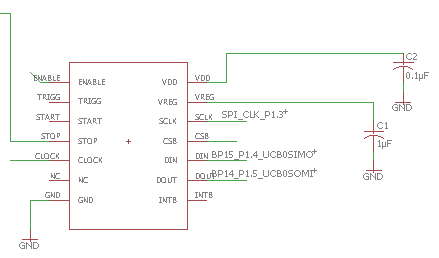 C2
0.1µF
GND
ENABLE ENABLE VDD VDD
TRIGG TRIGG VREG VREG
START START SCLK SCLK SPI_CLK_P1.3
C1
1µF
GND
STOP STOP CSB CSB
CLOCK CLOCK DIN DIN BP15_P1.4_UCB0SIMO
NC NC DOUT DOUT BP14_P1.5_UCB0SOMI
GND GND INTB INTB
GND